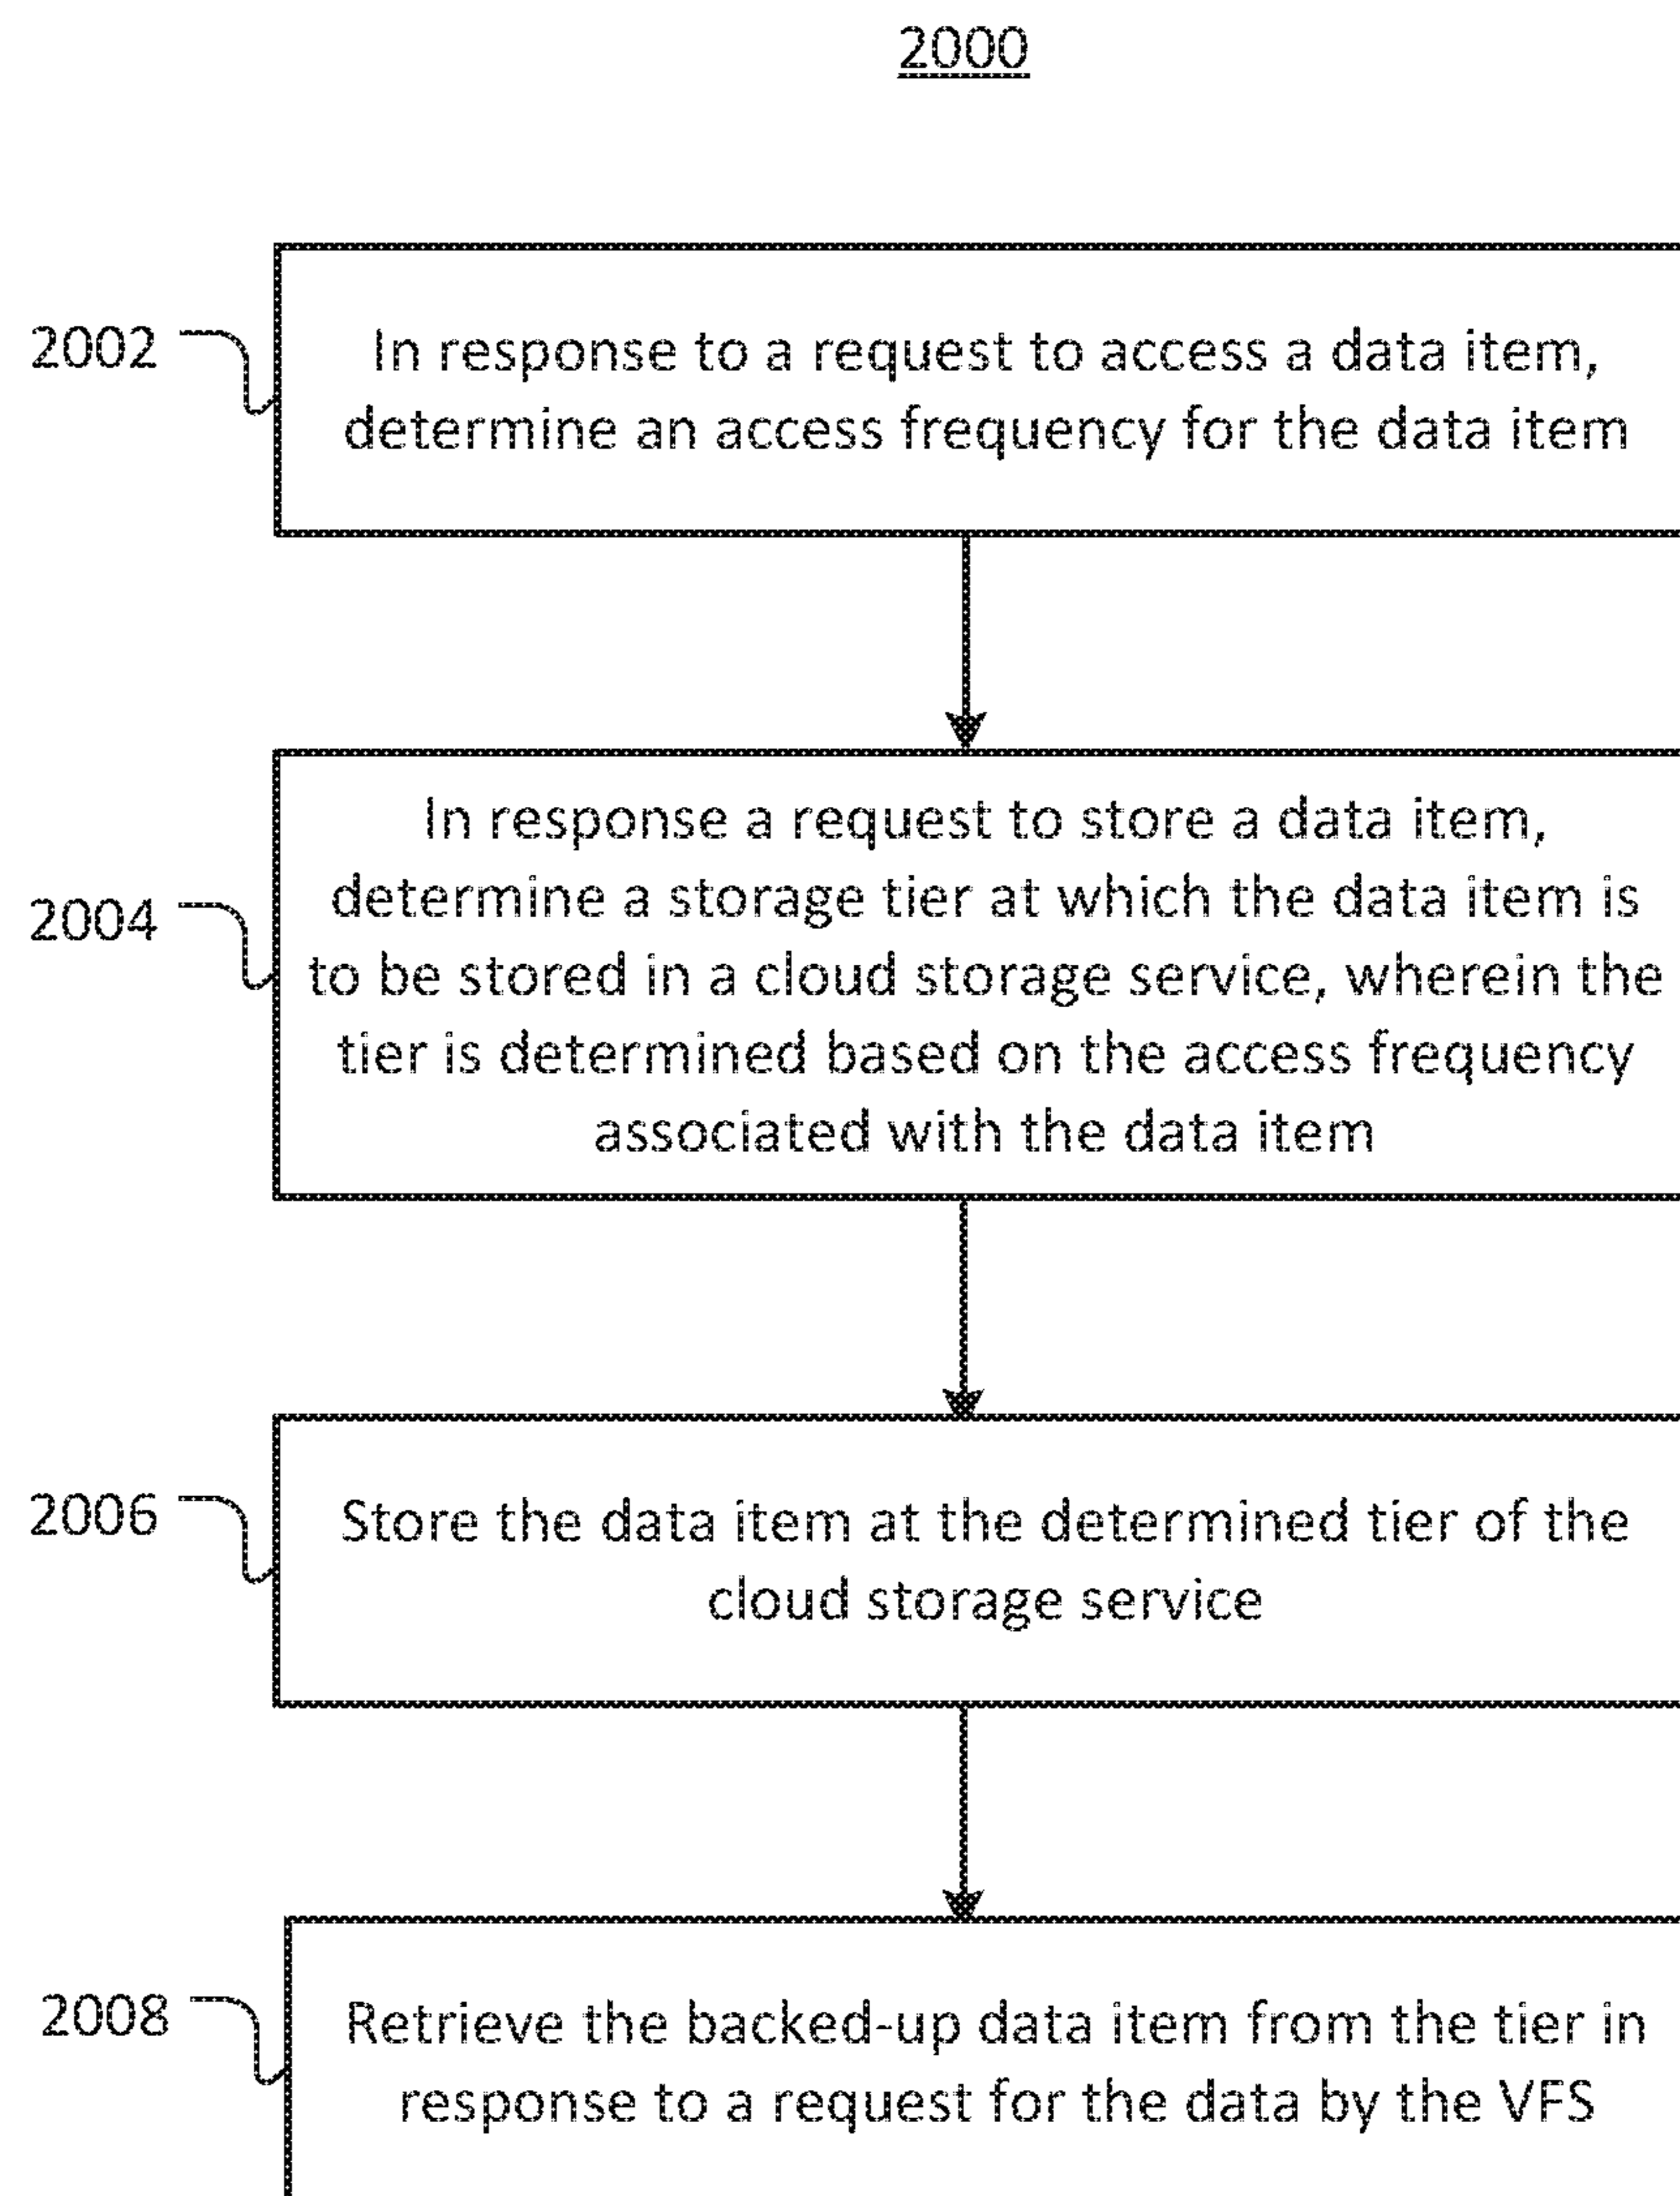 2000
2002
In response to a request to access a data item,
determine an access frequency for the data item
2004
In response a request to store a data item,
determine a storage tier at which the data item is
to be stored in a cloud storage service, wherein the
tier is determined based on the access frequency
associated with the data item
2006
Store the data item at the determined tier of the
cloud storage service
2008
Retrieve the backed-up data item from the tier in
response to a request for the data by the VFS